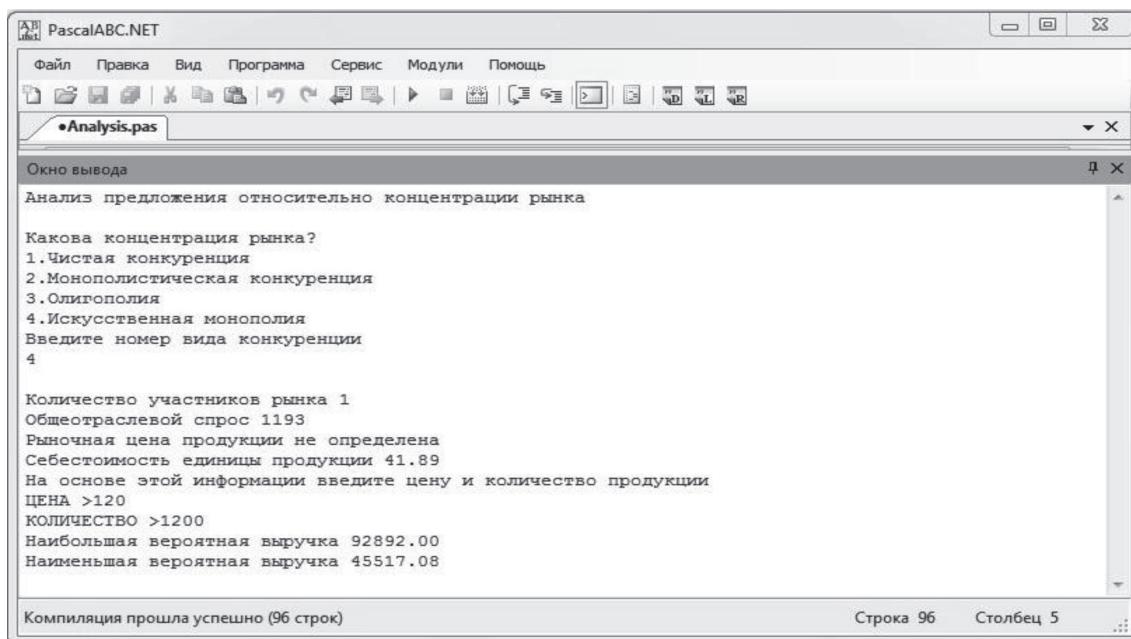 PascalABC.NET
Файл Правка Вид Программа Сервис Модули Помощь
•Analysis.pas
Окно вывода
Анализ предложения относительно концентрации рынка
Какова концентрация рынка?
1.Чистая конкуренция
2.Монополистическая конкуренция
3.Олигополия
4.Искусственная монополия
Введите номер вида конкуренции
4
Количество участников рынка 1
Общеотраслевой спрос 1193
Рыночная цена продукции не определена
Себестоимость единицы продукции 41.89
На основе этой информации введите цену и количество продукции
ЦЕНА >120
КОЛИЧЕСТВО >1200
Наибольшая вероятная выручка 92892.00
Наименьшая вероятная выручка 45517.08
Компиляция прошла успешно (96 строк) Строка 96 Столбец 5